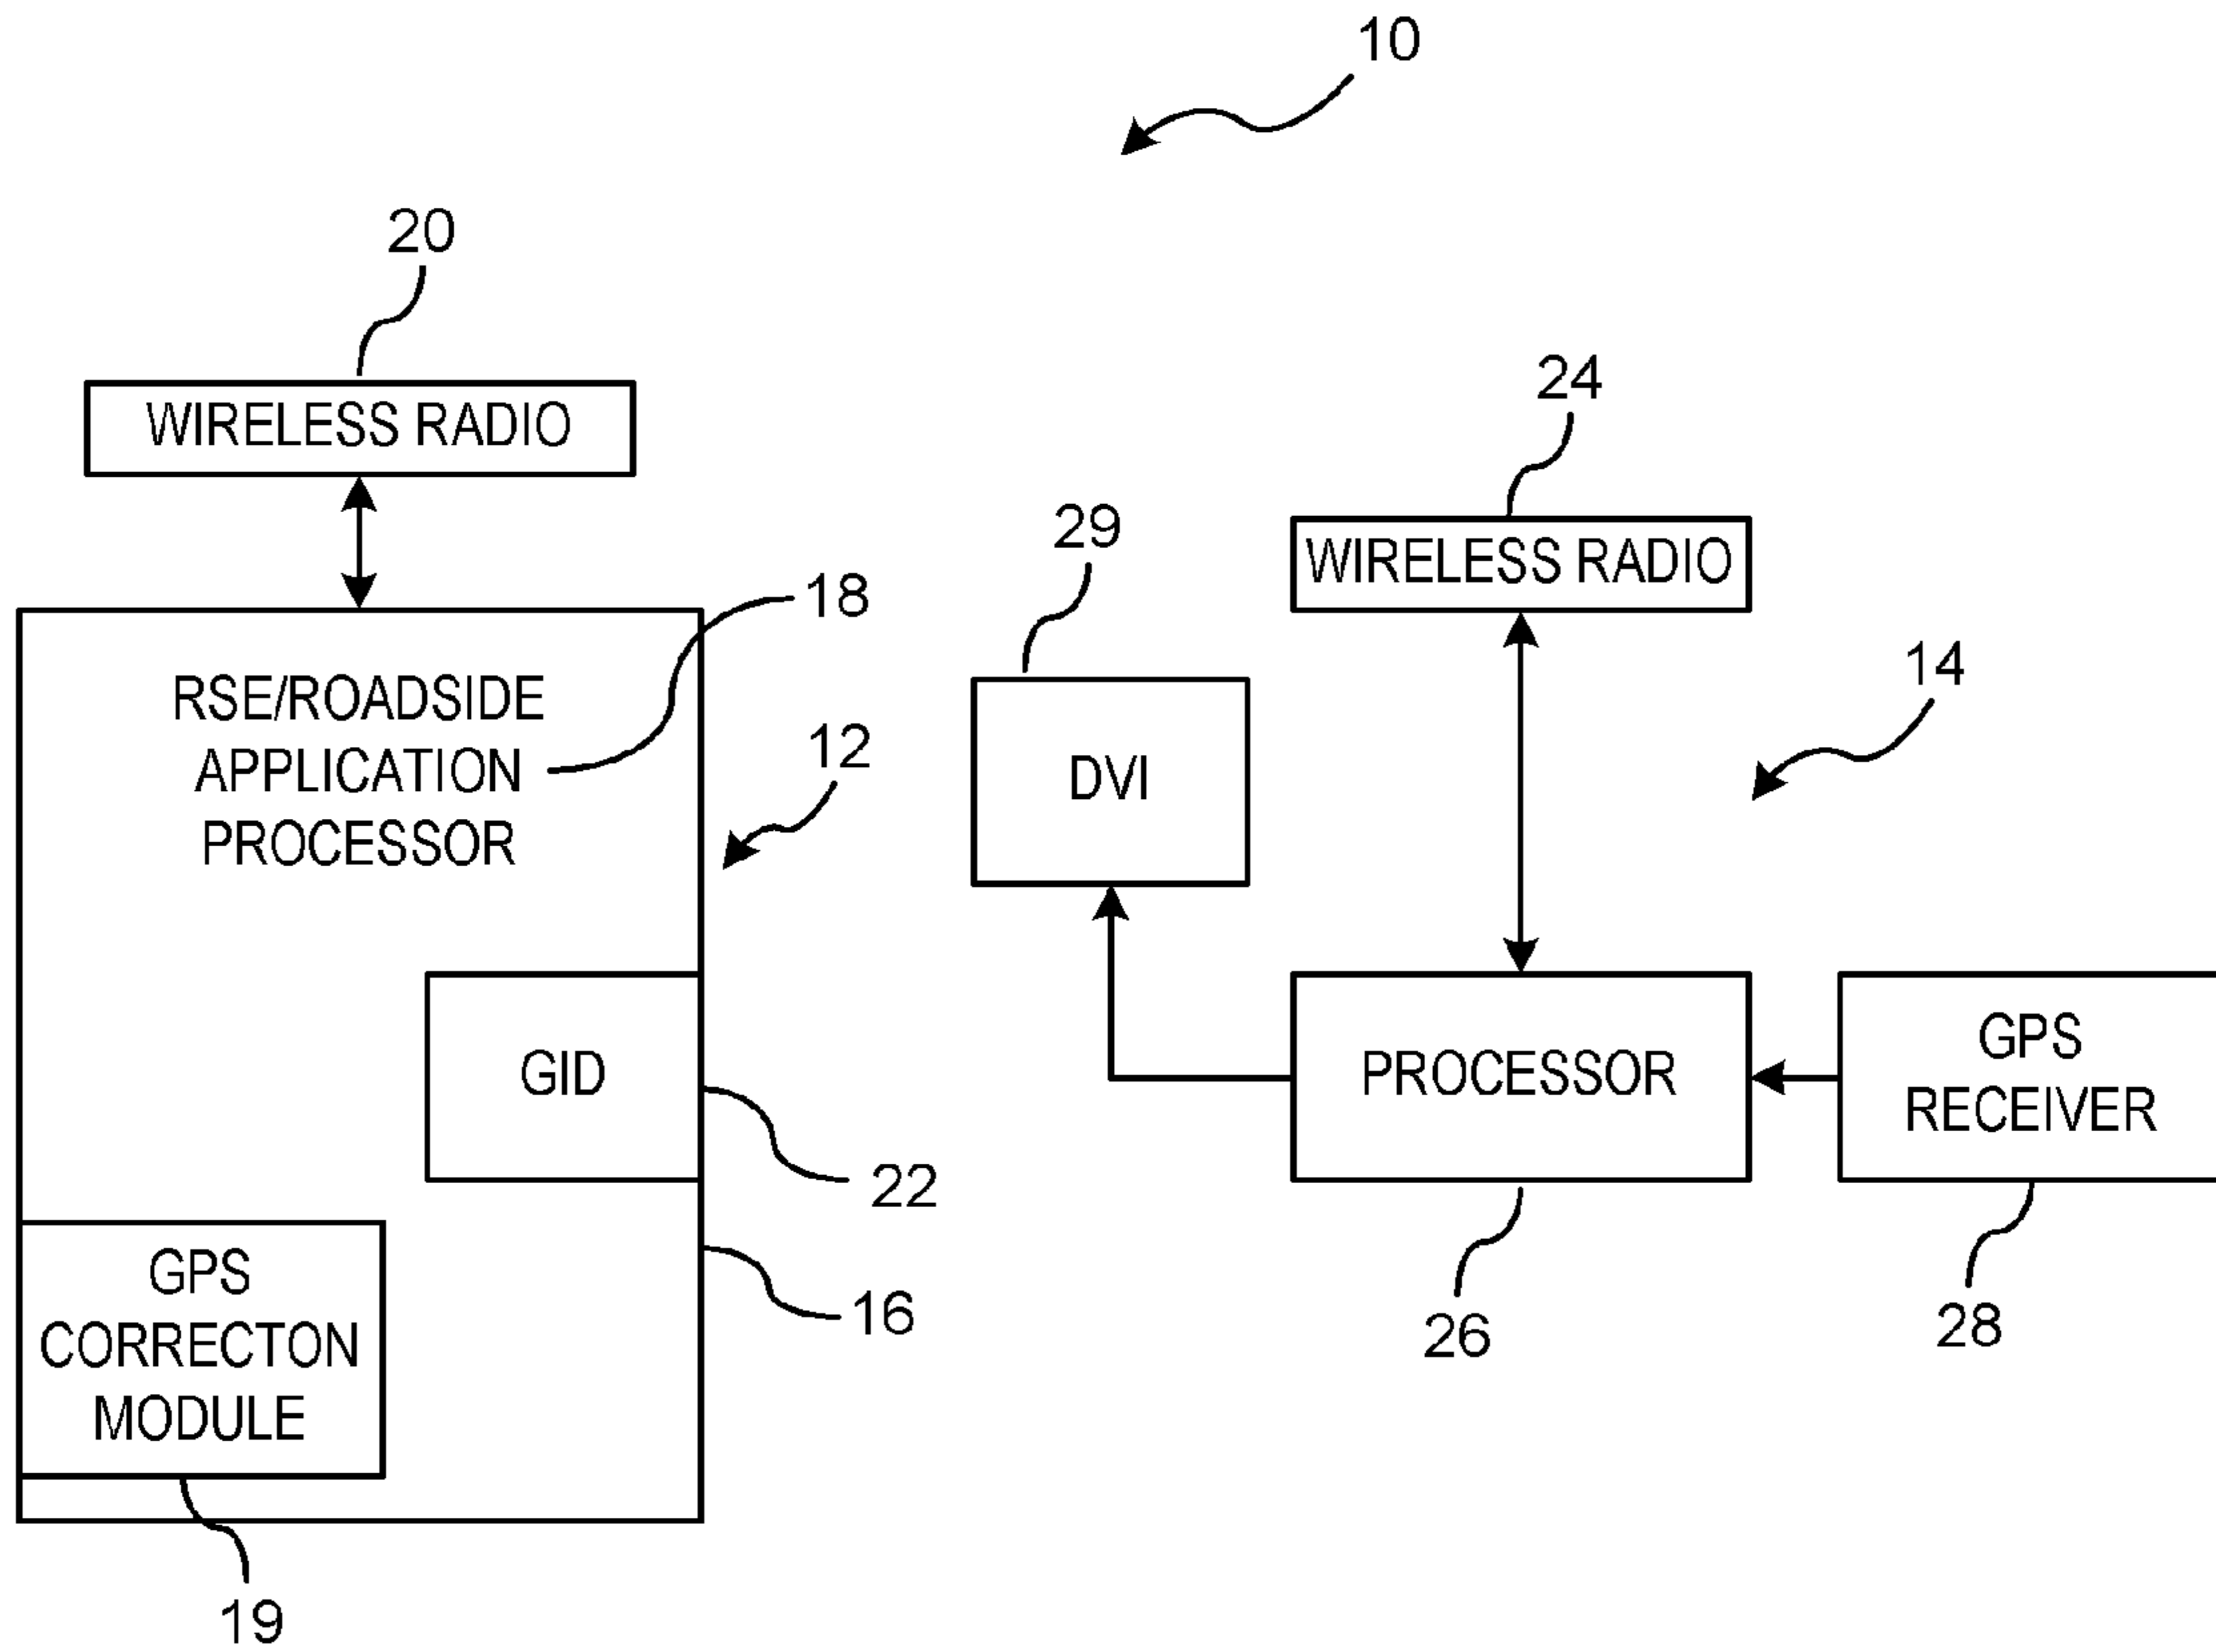 10
20
WIRELESS RADIO
24
WIRELESS RADIO
29
18
RSE/ROADSIDE
APPLICATION
PROCESSOR
12
14
DVI
GID
22
PROCESSOR
GPS
RECEIVER
16
26
28
GPS
CORRECTON
MODULE
19